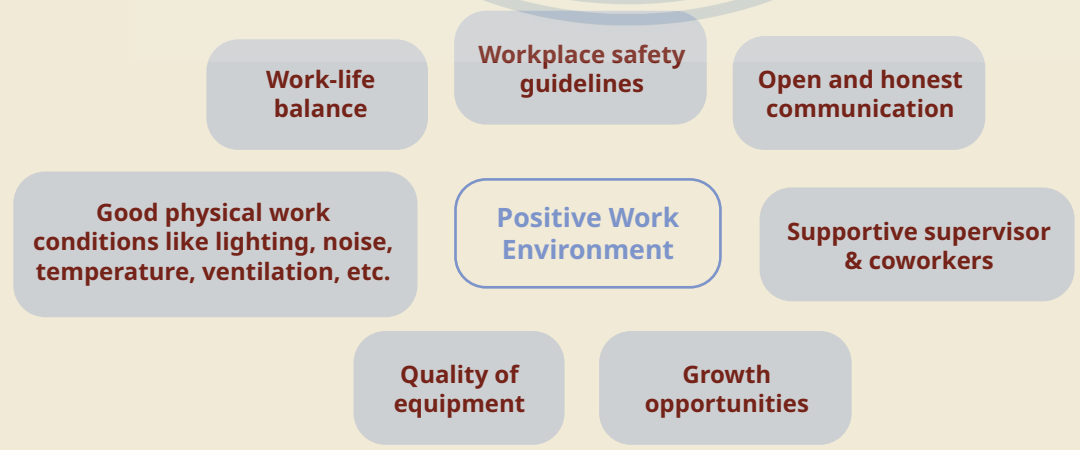 Workplace safety
guidelines
Work-life
balance
Open and honest
communication
Good physical work
conditions like lighting, noise,
temperature, ventilation, etc.
Positive Work
Environment
Supportive supervisor
& coworkers
Quality of
equipment
Growth
opportunities